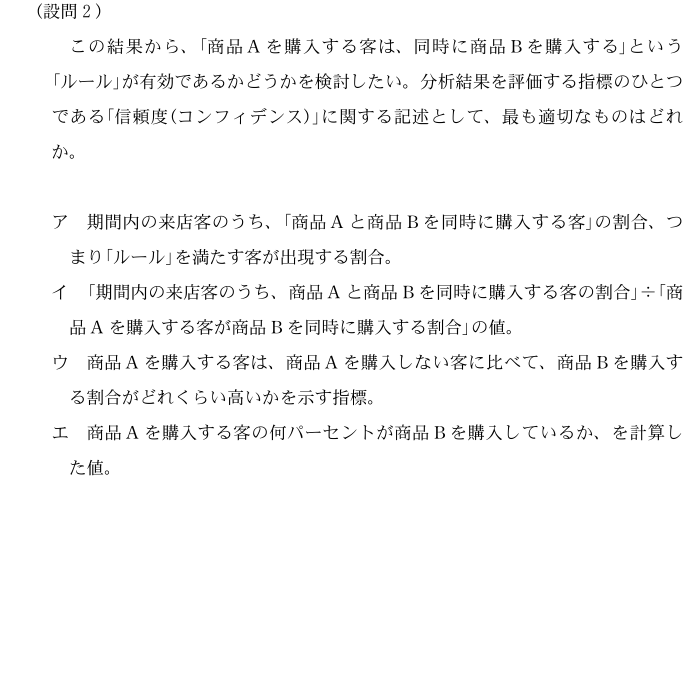 (設問 2 )
この結果から、「商品 A を購入する客は、同時に商品 B を購入する」という
「ルール」が有効であるかどうかを検討したい。分析結果を評価する指標のひとつ
である「信頼度(コンフィデンス)」に関する記述として、最も適切なものはどれ
か。
ア　期間内の来店客のうち、「商品 A と商品 B を同時に購入する客」の割合、つ
まり「ルール」を満たす客が出現する割合。
イ　「期間内の来店客のうち、商品 A と商品 B を同時に購入する客の割合」÷「商
品 A を購入する客が商品 B を同時に購入する割合」の値。
ウ　商品 A を購入する客は、商品 A を購入しない客に比べて、商品 B を購入す
る割合がどれくらい高いかを示す指標。
エ　商品 A を購入する客の何パーセントが商品 B を購入しているか、を計算し
た値。